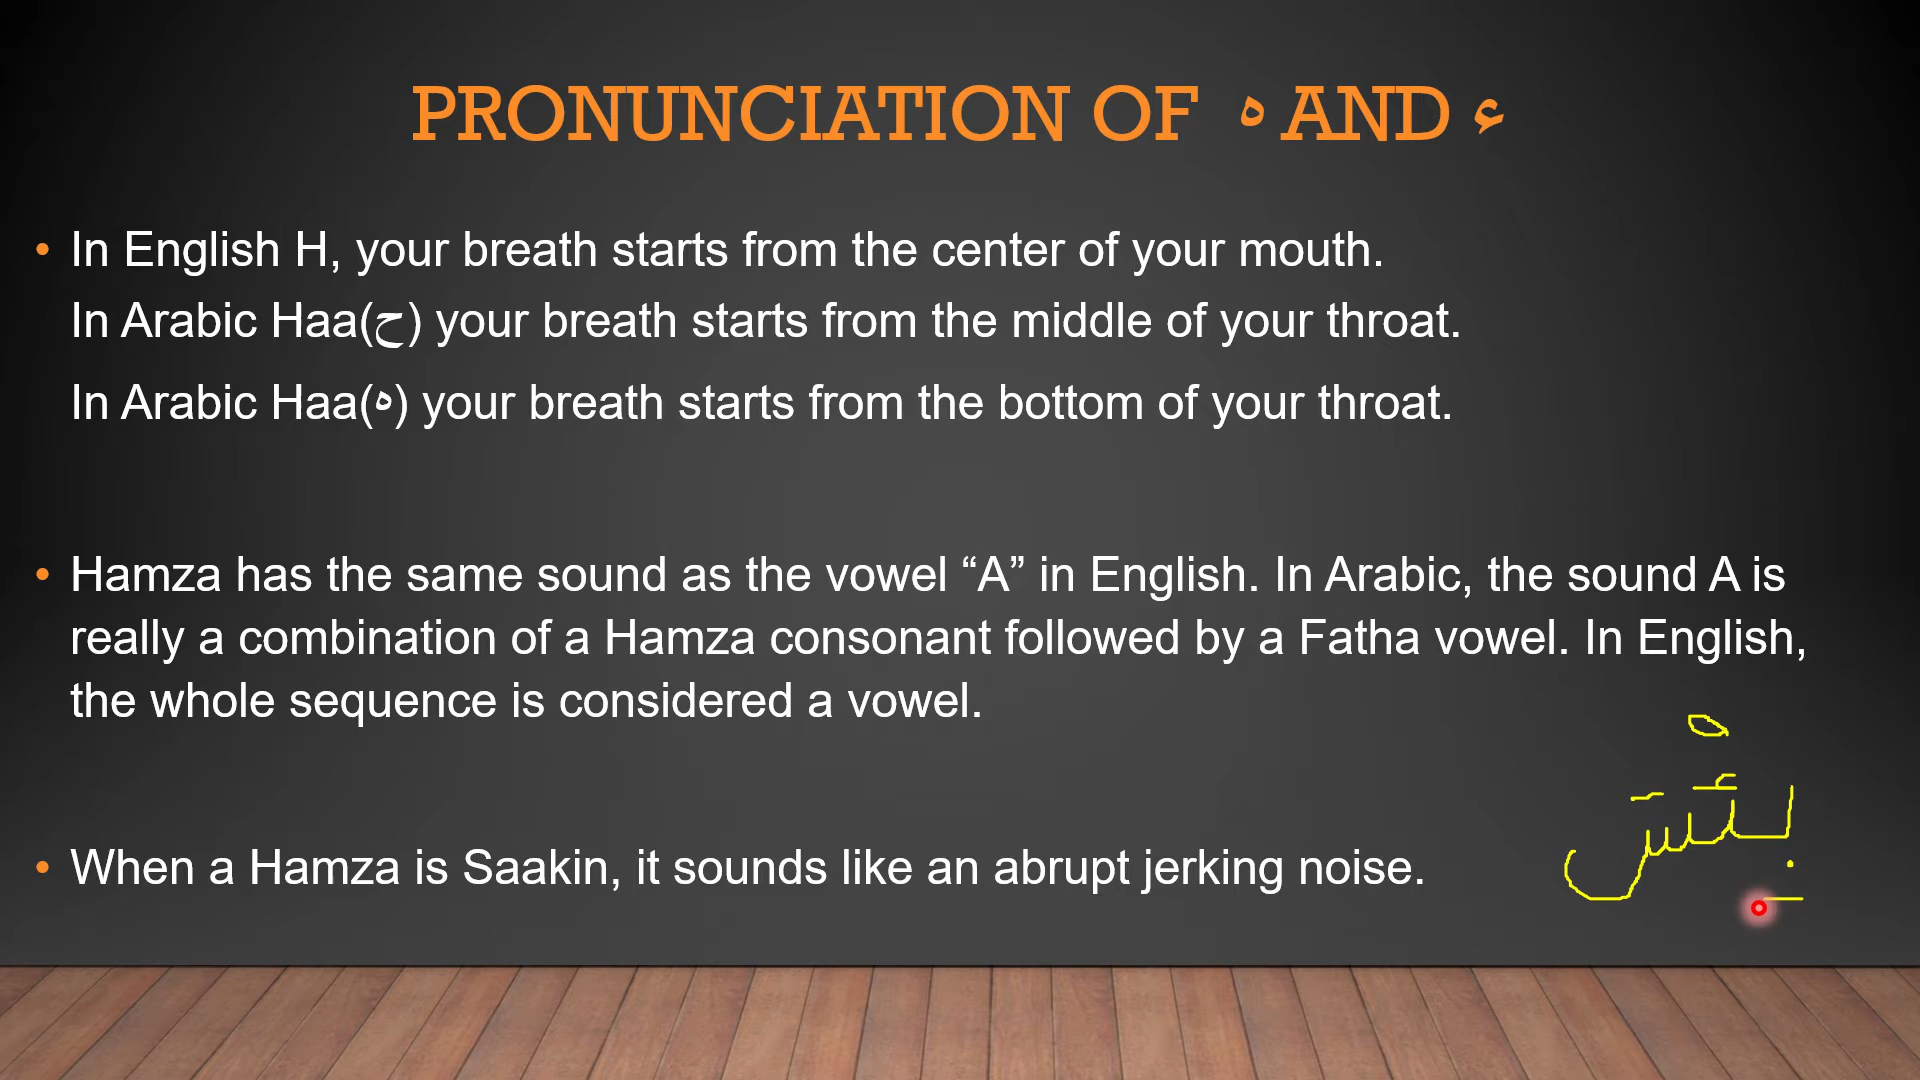 PRONUNCIATION OF ه AND ء
• In English H, your breath starts from the center of your mouth.
In Arabic Haa(ح) your breath starts from the middle of your throat.
In Arabic Haa(ه) your breath starts from the bottom of your throat.
• Hamza has the same sound as the vowel “A” in English. In Arabic, the sound A is
really a combination of a Hamza consonant followed by a Fatha vowel. In English,
the whole sequence is considered a vowel.
• When a Hamza is Saakin, it sounds like an abrupt jerking noise.
بِئْسَ